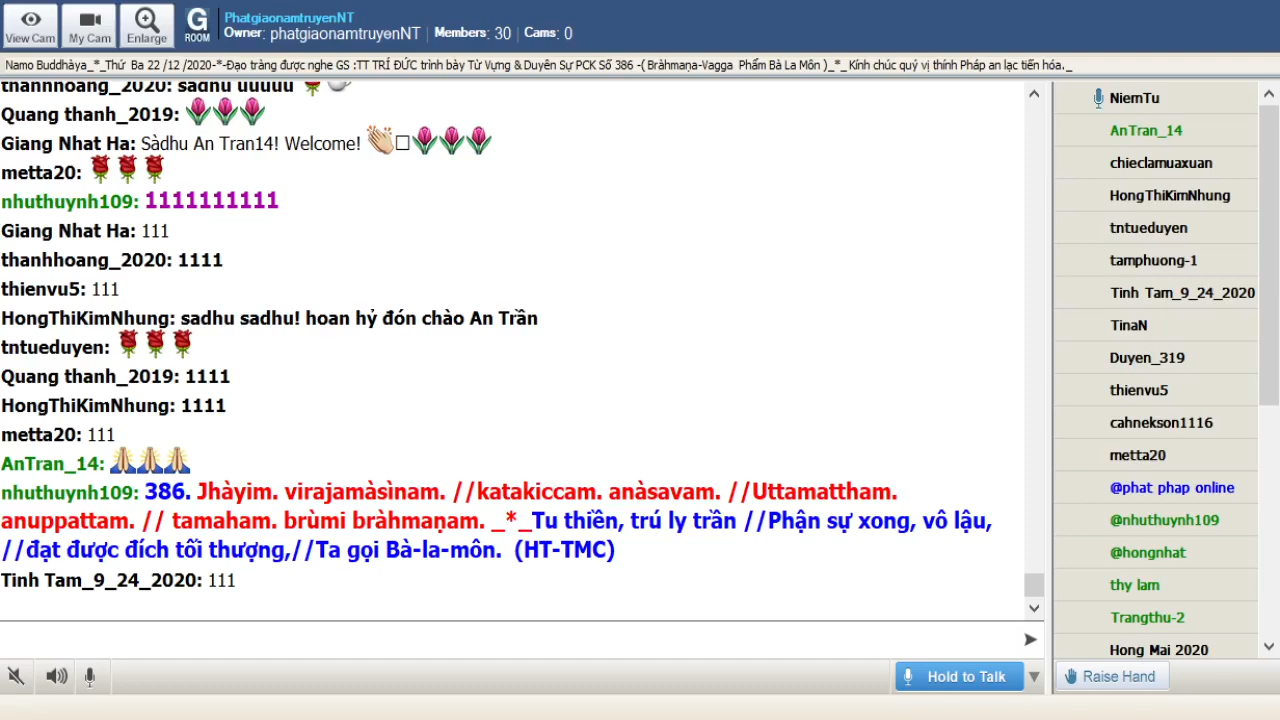 View Cam
My Cam
Enlarge
G
ROOM
PhatgiaonamtruyenNT
Owner: phatgiaonamtruyenNT | Members: 30 | Cams: 0
Namo Buddhàya_*_Thứ Ba 22 /12 /2020-*-Đạo tràng được nghe GS :TT TRÍ ĐỨC trình bày Từ Vựng & Duyên Sự PCK Số 386 -( Bràhmaṇa-Vagga Phẩm Bà La Môn )_*_ Kính chúc quý vị thính Pháp an lạc tiến hóa._
thanhhoang_2020: sadhu uuuuu
Quang thanh_2019:
Giang Nhat Ha: Sàdhu An Tran14! Welcome!
metta20:
nhuthuynh109: 1111111111
Giang Nhat Ha: 111
thanhhoang_2020: 1111
thienvu5: 111
HongThiKimNhung: sadhu sadhu! hoan hỷ đón chào An Trần
tntueduyen:
Quang thanh_2019: 1111
HongThiKimNhung: 1111
metta20: 111
AnTran_14:
nhuthuynh109: 386. Jhàyim. virajamàsìnam. //katakiccam. anàsavam. //Uttamattham.
anuppattam. // tamaham. brùmi bràhmaṇam. _*_Tu thiền, trú ly trần //Phận sự xong, vô lậu,
//đạt được đích tối thượng,//Ta gọi Bà-la-môn. (HT-TMC)
Tinh Tam_9_24_2020: 111
Hold to Talk
NiemTu
AnTran_14
chieclamuaxuan
HongThiKimNhung
tntueduyen
tamphuong-1
Tinh Tam_9_24_2020
TinaN
Duyen_319
thienvu5
cahnekson1116
metta20
@phat phap online
@nhuthuynh109
@hongnhat
thy lam
Trangthu-2
Hong Mai 2020
Raise Hand